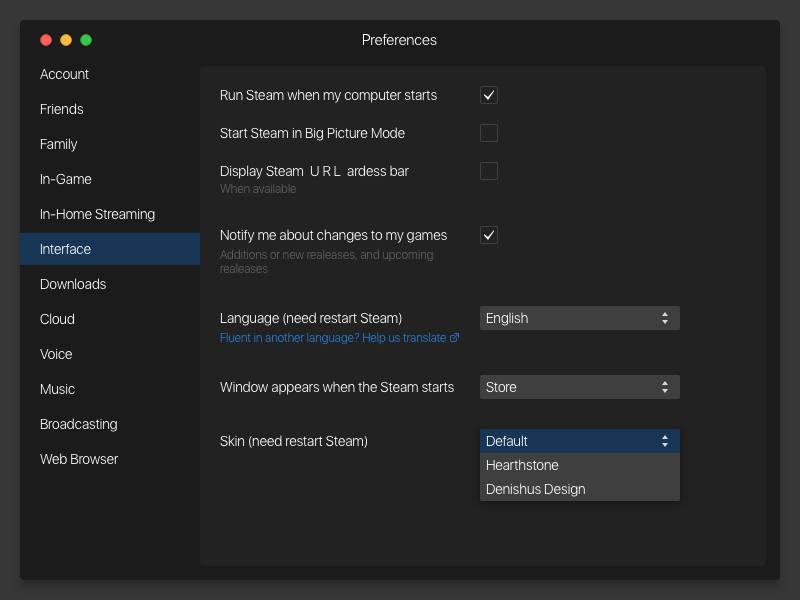 Preferences
Account
Friends
Family
In-Game
In-Home Streaming
Interface
Downloads
Cloud
Voice
Music
Broadcasting
Web Browser
Run Steam when my computer starts
Start Steam in Big Picture Mode
Display Steam URL ardess bar
When available
Notify me about changes to my games
Additions or new realeases, and upcoming
realeases
Language (need restart Steam)
English
Fluent in another language? Help us translate
Window appears when the Steam starts
Store
Skin (need restart Steam)
Default
Hearthstone
Denishus Design